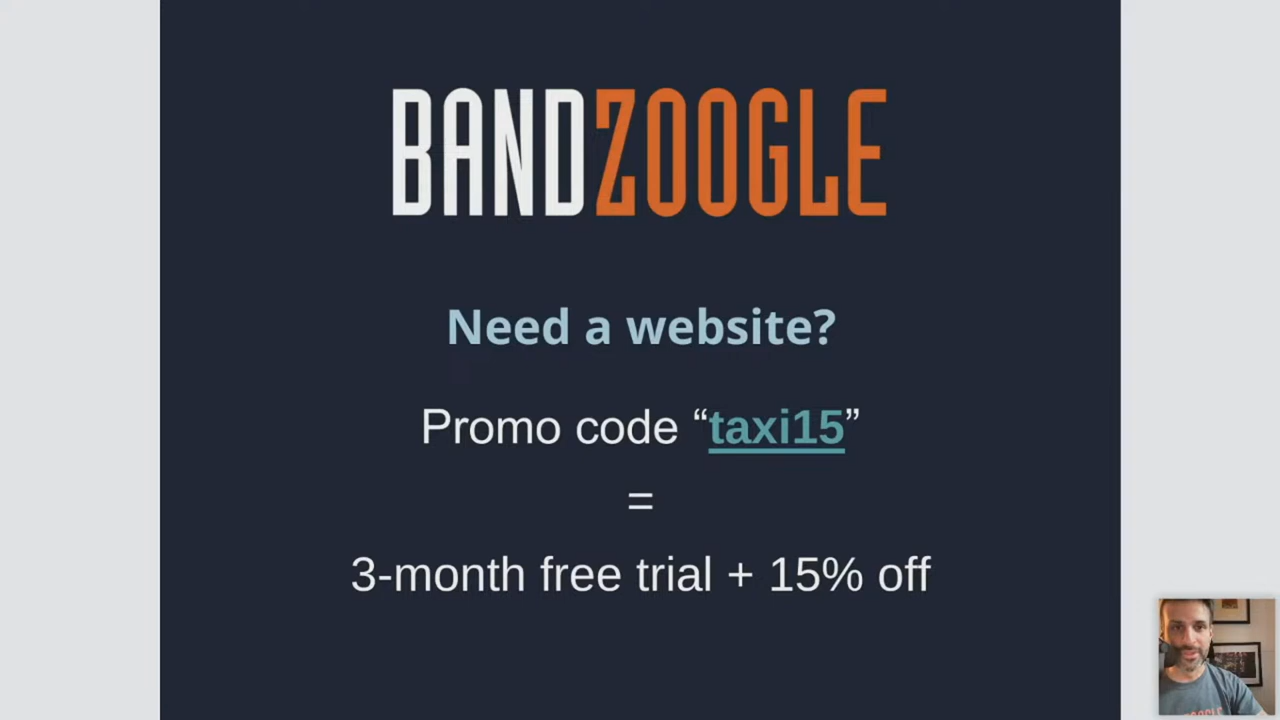 BANDZOOGLE
Need a website?
Promo code “taxi15”
=
3-month free trial + 15% off